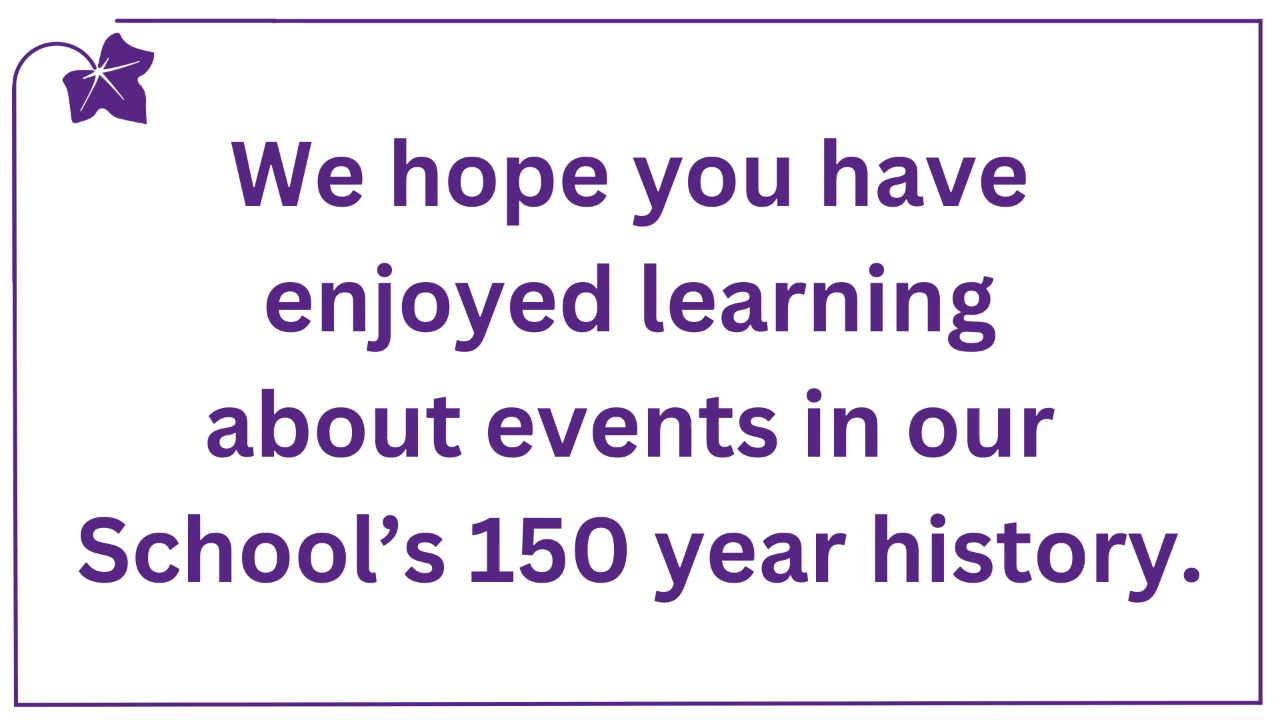 We hope you have
enjoyed learning
about events in our
School’s 150 year history.